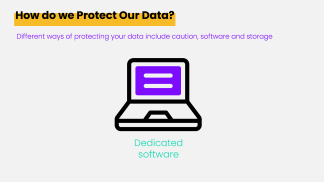 How do we Protect Our Data?
Different ways of protecting your data include caution, software and storage
Dedicated
software